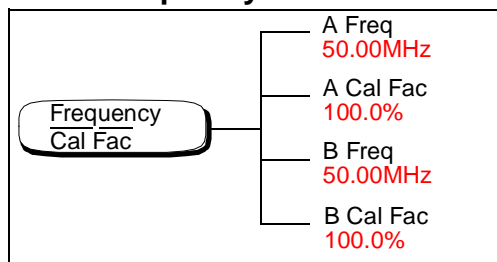 Frequency
Cal Fac
A Freq
50.00MHz
A Cal Fac
100.0%
B Freq
50.00MHz
B Cal Fac
100.0%